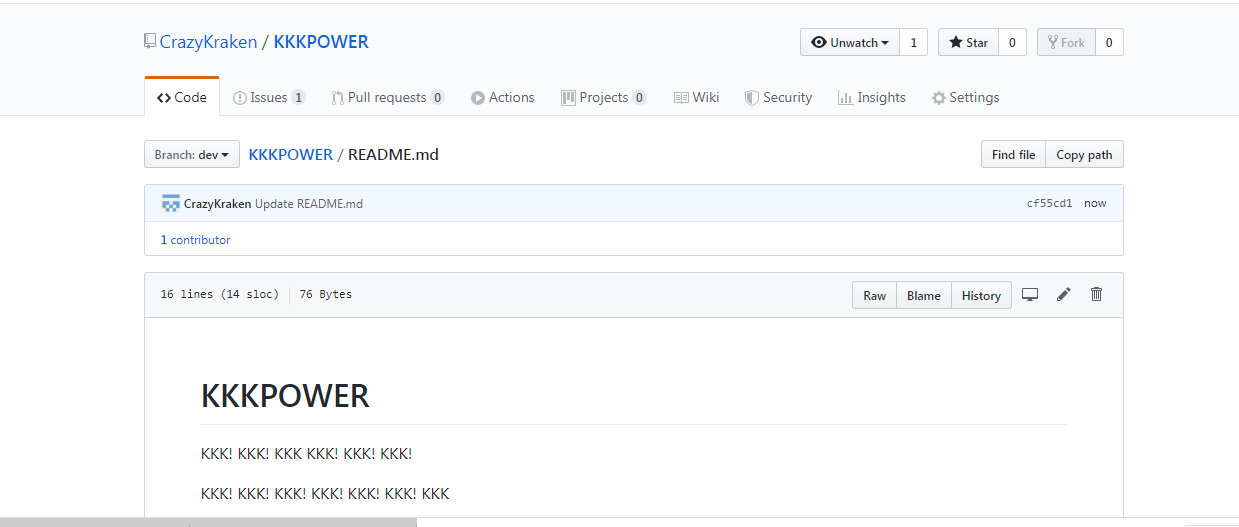 CrazyKraken / KKKPOWER
Unwatch 1 Star 0 Fork 0
Code Issues 1 Pull requests 0 Actions Projects 0 Wiki Security Insights Settings
Branch: dev KKKPOWER / README.md Find file Copy path
CrazyKraken Update README.md cf55cd1 now
1 contributor
16 lines (14 sloc) 76 Bytes Raw Blame History
KKKPOWER
KKK! KKK! KKK KKK! KKK! KKK!
KKK! KKK! KKK! KKK! KKK! KKK! KKK